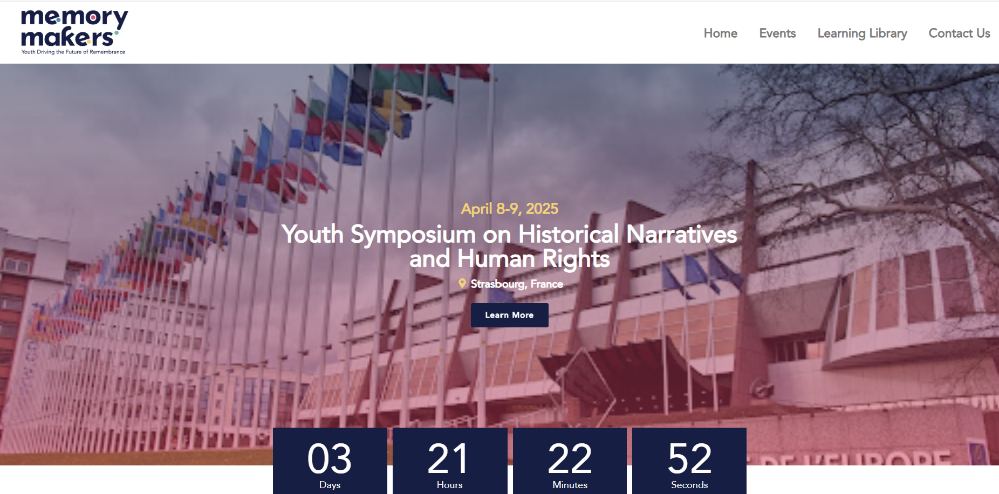 memory
makers
Youth Driving the Future of Remembrance
Home Events Learning Library Contact Us
April 8-9, 2025
Youth Symposium on Historical Narratives
and Human Rights
Strasbourg, France
Learn More
DE L'EUROPE
03 21 22 52
Days Hours Minutes Seconds